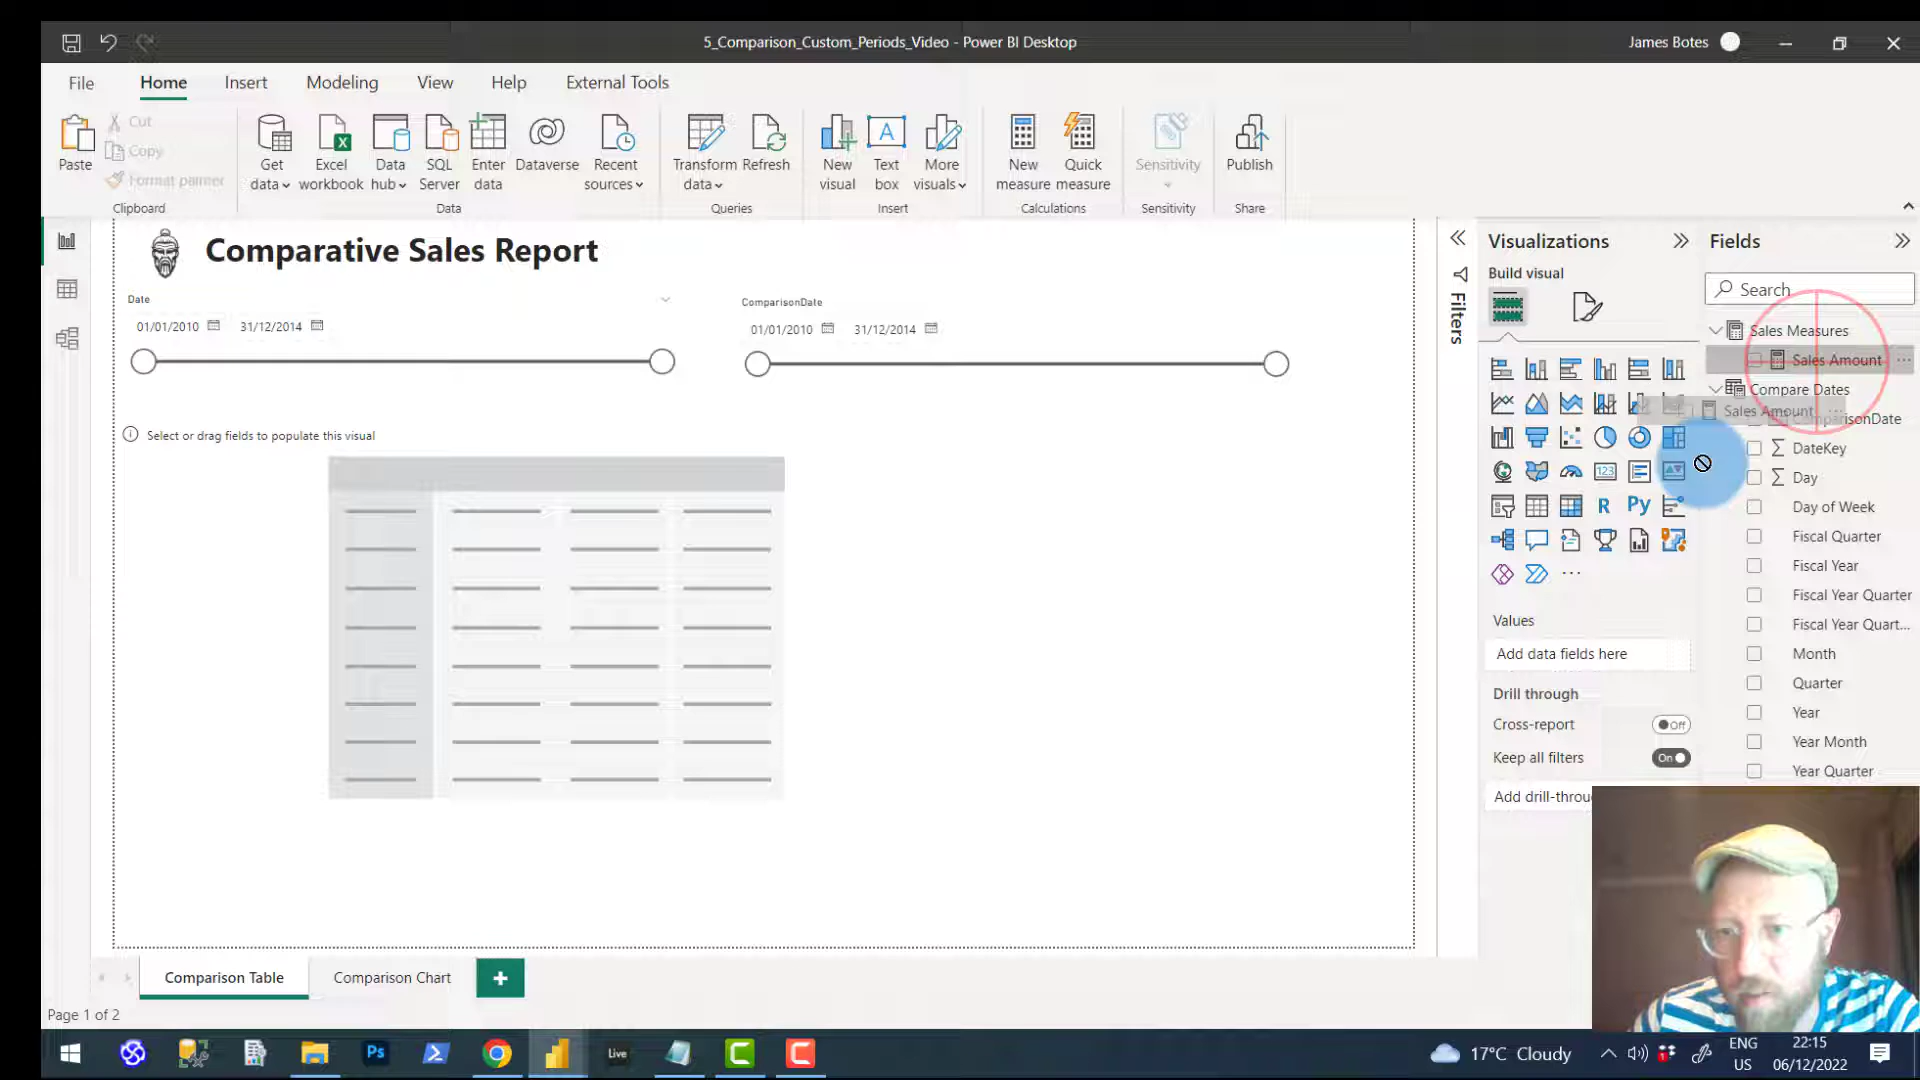 5_Comparison_Custom_Periods_Video - Power BI Desktop
James Botes
File Home Insert Modeling View Help External Tools
Paste
Cut
Copy
Format painter
Clipboard
Get data
Excel workbook
Data hub
SQL Server
Enter data
Dataverse
Recent sources
Data
Transform data
Refresh
Queries
New visual
Text box
More visuals
Insert
New measure
Quick measure
Calculations
Sensitivity
Sensitivity
Publish
Share
Comparative Sales Report
Date
01/01/2010 31/12/2014
ComparisonDate
01/01/2010 31/12/2014
Select or drag fields to populate this visual
Filters
Visualizations
Build visual
123
R Py
Values
Add data fields here
Drill through
Cross-report Off
Keep all filters On
Fields
Search
Sales Measures
Sales Amount
Compare Dates
Sales Amount
DateKey
Day
Day of Week
Fiscal Quarter
Fiscal Year
Fiscal Year Quarter
Fiscal Year Quart...
Month
Quarter
Year
Year Month
Year Quarter
Comparison Table Comparison Chart +
Page 1 of 2
Ps
Live
17°C Cloudy
ENG
US
22:15
06/12/2022